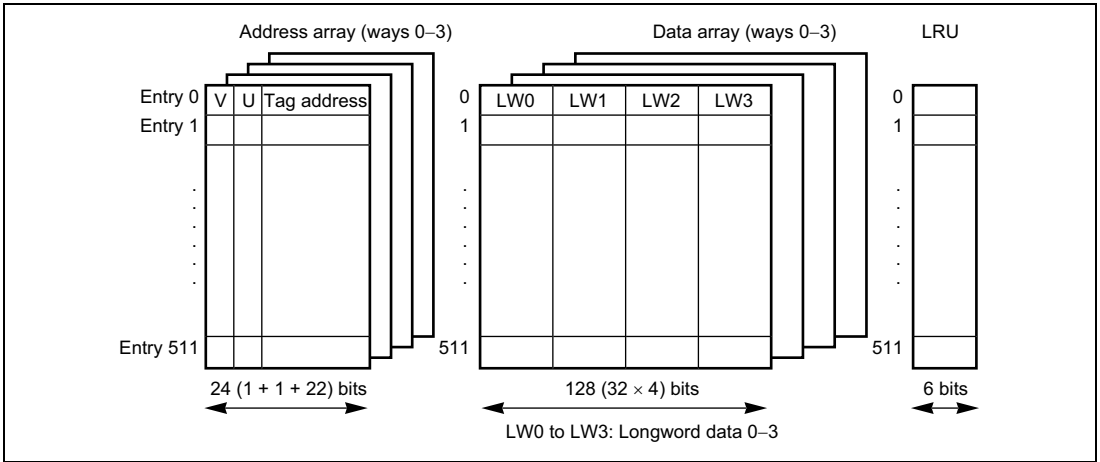 Address array (ways 0–3) Data array (ways 0–3) LRU
Entry 0 V U Tag address 0 LW0 LW1 LW2 LW3 0
Entry 1 1 1
. . .
. . .
. . .
. . .
. . .
. . .
Entry 511 511 511
24 (1 + 1 + 22) bits 128 (32 × 4) bits 6 bits
LW0 to LW3: Longword data 0–3